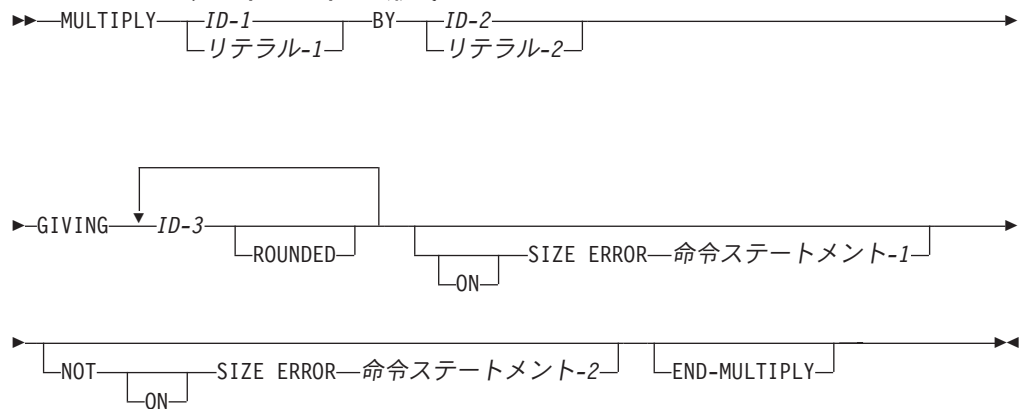 MULTIPLY ID-1 BY ID-2
リテラル-1 リテラル-2
GIVING ID-3
ROUNDED SIZE ERROR 命令ステートメント-1
ON
NOT SIZE ERROR 命令ステートメント-2 END-MULTIPLY
ON